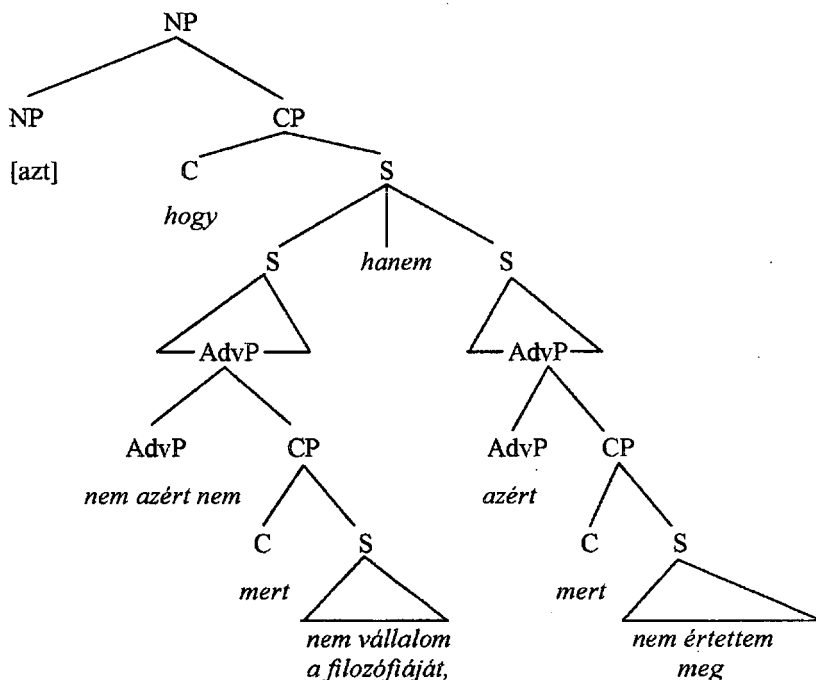 NP
NP CP
[azt] C S
hogy
S hanem S
AdvP AdvP
AdvP CP AdvP CP
nem azért nem azért
C S C S
mert mert
nem vállalom nem értettem
a filozófiáját, meg